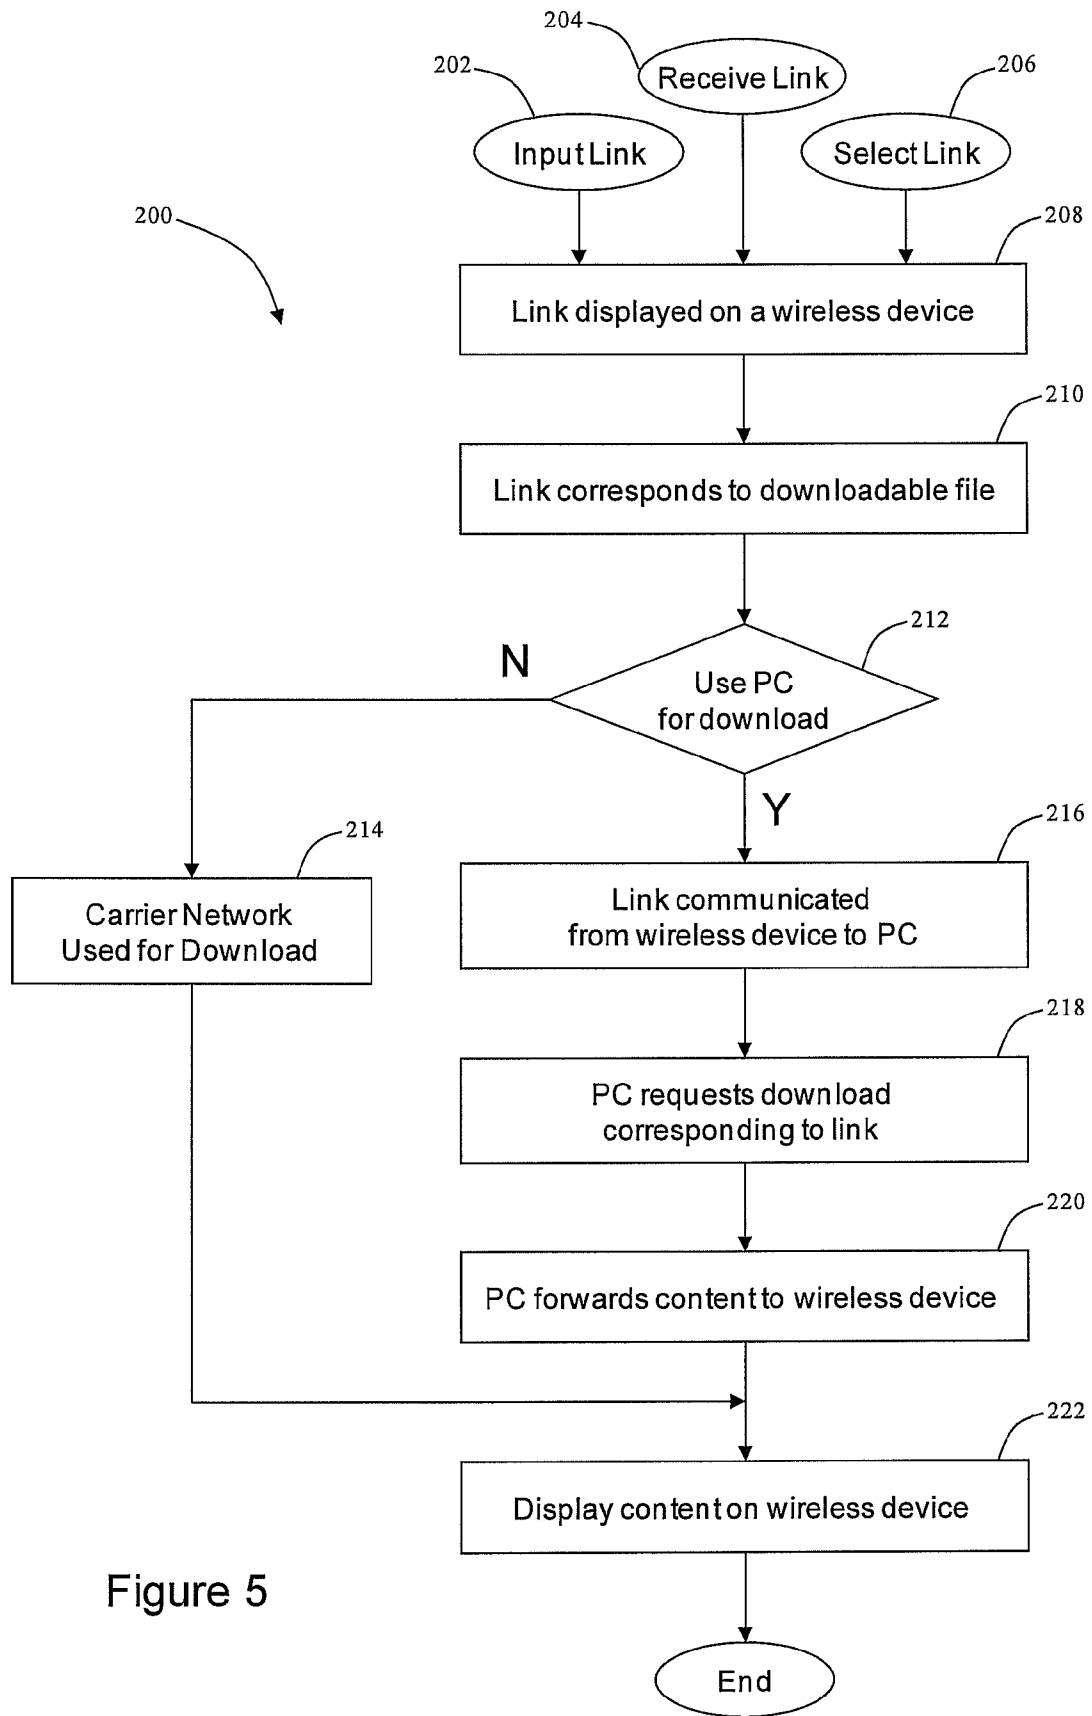 204
Receive Link
202
Input Link
206
Select Link
200
208
Link displayed on a wireless device
210
Link corresponds to downloadable file
212
N
Use PC
for download
Y
214
Carrier Network
Used for Download
216
Link communicated
from wireless device to PC
218
PC requests download
corresponding to link
220
PC forwards content to wireless device
222
Display content on wireless device
Figure 5
End